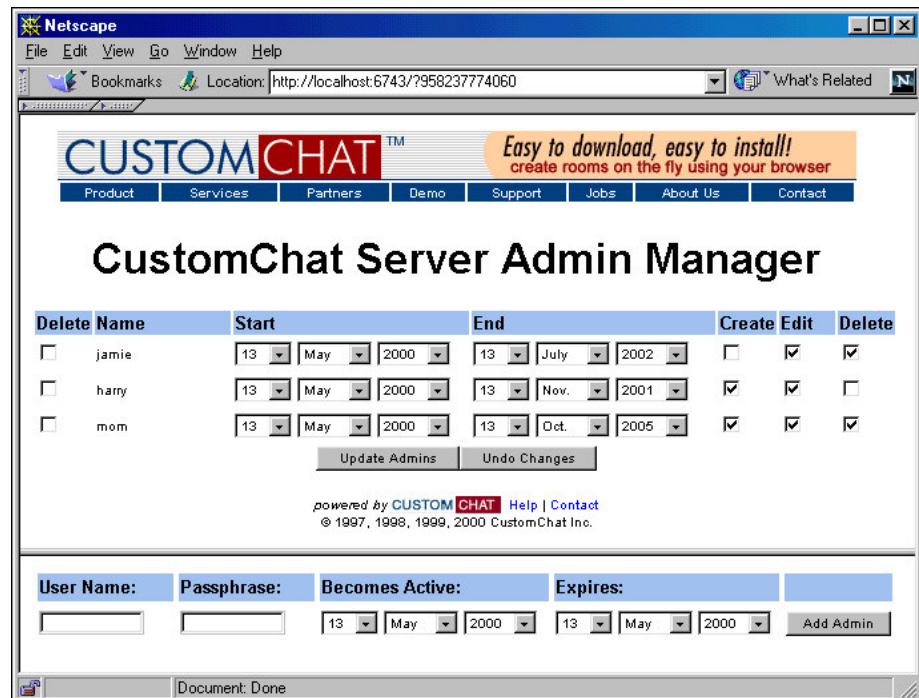 Netscape
File Edit View Go Window Help
Bookmarks Location: http://localhost:6743/?958237774060 What's Related N
CUSTOMCHAT™ Easy to download, easy to install!
create rooms on the fly using your browser
Product Services Partners Demo Support Jobs About Us Contact
CustomChat Server Admin Manager
Delete Name Start End Create Edit Delete
jamie 13 May 2000 13 July 2002
harry 13 May 2000 13 Nov. 2001
mom 13 May 2000 13 Oct. 2005
Update Admins Undo Changes
powered by CUSTOM CHAT Help | Contact
© 1997, 1998, 1999, 2000 CustomChat Inc.
User Name: Passphrase: Becomes Active: Expires:
13 May 2000 13 May 2000 Add Admin
Document: Done